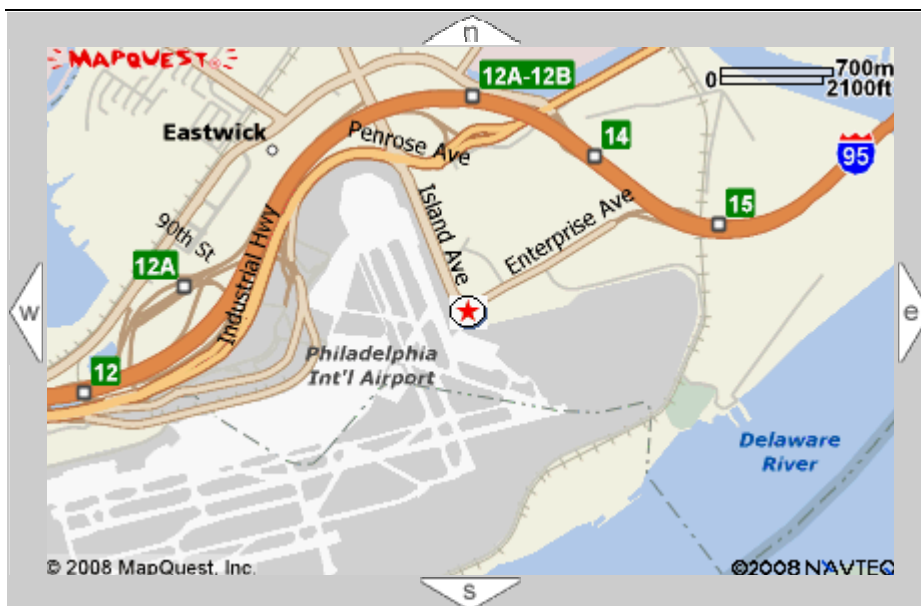 n
MAPQUEST
0 700m
2100ft
12A-12B
Eastwick
Penrose Ave
14
95
Island Ave
15
Enterprise Ave
90th St
12A
Industrial Hwy
w
e
Philadelphia
Int'l Airport
12
Delaware
River
© 2008 MapQuest, Inc.
©2008 NAVTEQ
s